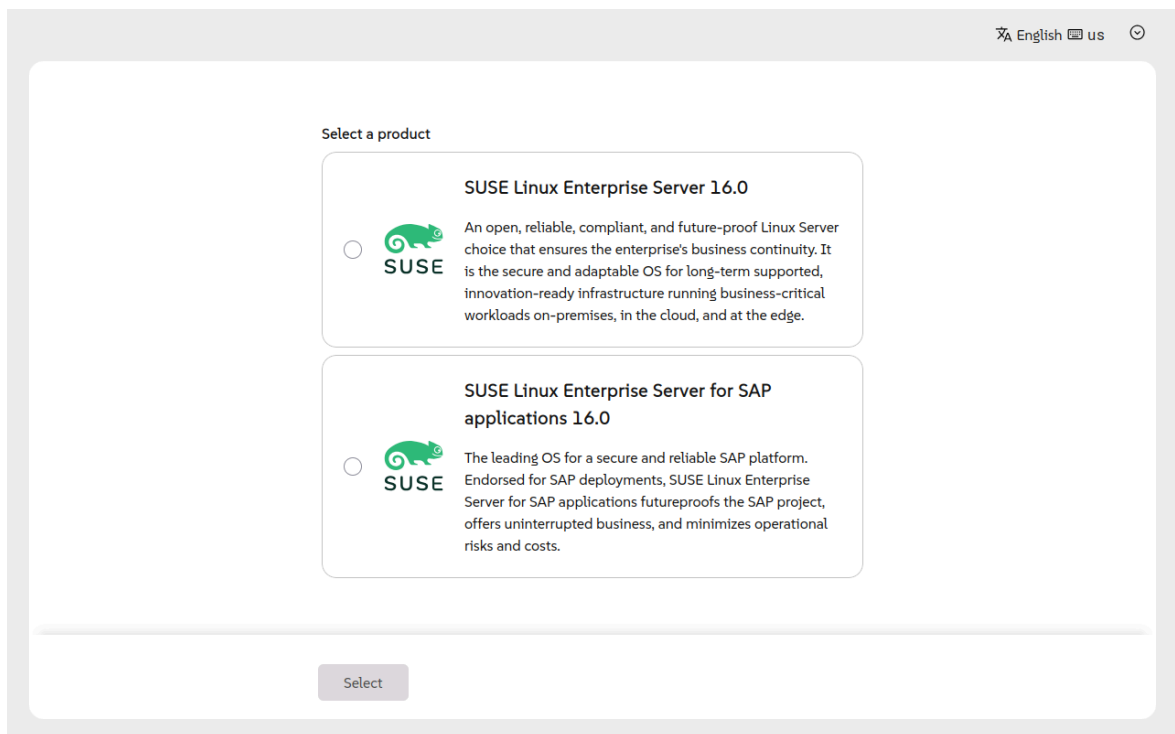 English us
Select a product
SUSE Linux Enterprise Server 16.0
An open, reliable, compliant, and future-proof Linux Server
choice that ensures the enterprise's business continuity. It
is the secure and adaptable OS for long-term supported,
innovation-ready infrastructure running business-critical
workloads on-premises, in the cloud, and at the edge.
SUSE
SUSE Linux Enterprise Server for SAP
applications 16.0
The leading OS for a secure and reliable SAP platform.
Endorsed for SAP deployments, SUSE Linux Enterprise
Server for SAP applications futureproofs the SAP project,
offers uninterrupted business, and minimizes operational
risks and costs.
SUSE
Select